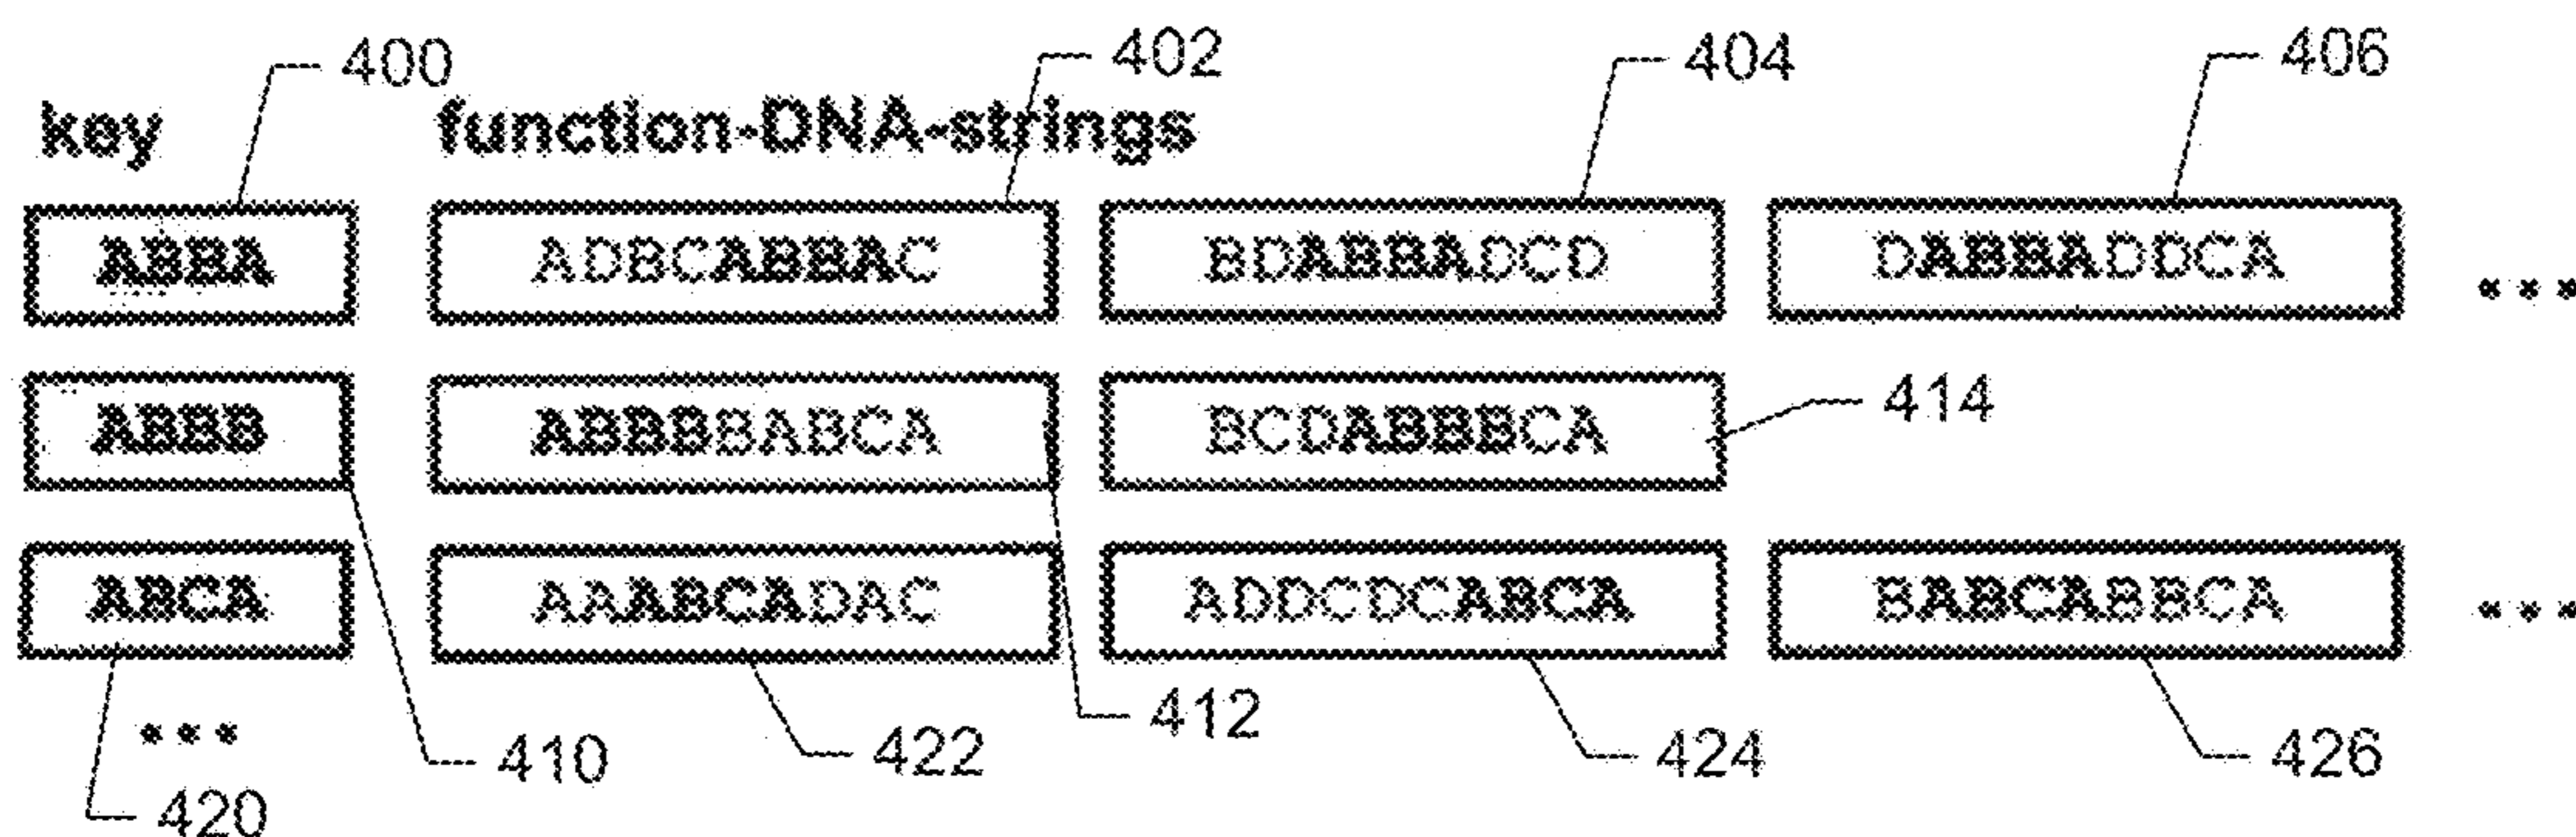 400 402 404 406
key function-DNA-strings
ABBA ADBCABBAC BDABBADCD DABBADDCA ...
ABBB ABBBBABCA BCDABBBCA 414
ABCA AAABCADAC ADDCDCABCA BABCABBCA ...
... 410 422 412 424 426
420